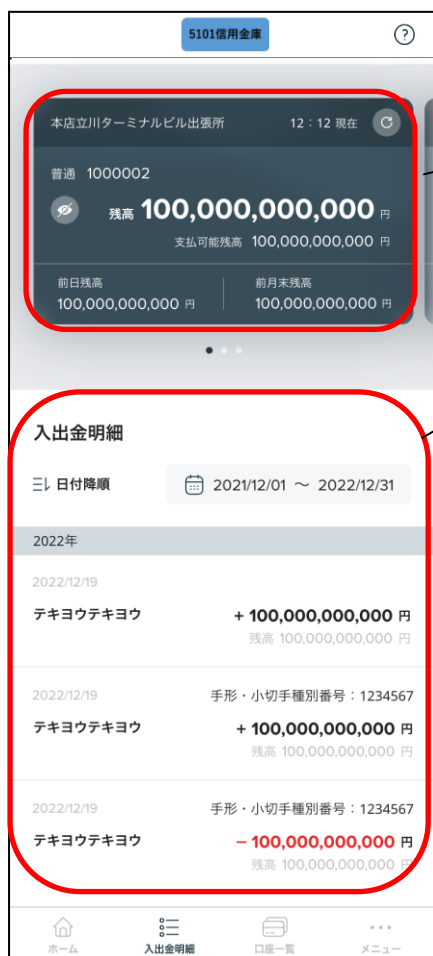 5101信用金庫
?
本店立川ターミナルビル出張所 12:12 現在
普通 1000002
残高 100,000,000,000 円
支払可能残高 100,000,000,000 円
前日残高 前月末残高
100,000,000,000 円 100,000,000,000 円
入出金明細
日付降順 2021/12/01 〜 2022/12/31
2022年
2022/12/19
テキヨウテキヨウ + 100,000,000,000 円
残高 100,000,000,000 円
2022/12/19 手形・小切手種別番号:1234567
テキヨウテキヨウ + 100,000,000,000 円
残高 100,000,000,000 円
2022/12/19 手形・小切手種別番号:1234567
テキヨウテキヨウ − 100,000,000,000 円
残高 100,000,000,000 円
ホーム 入出金明細 口座一覧 メニュー